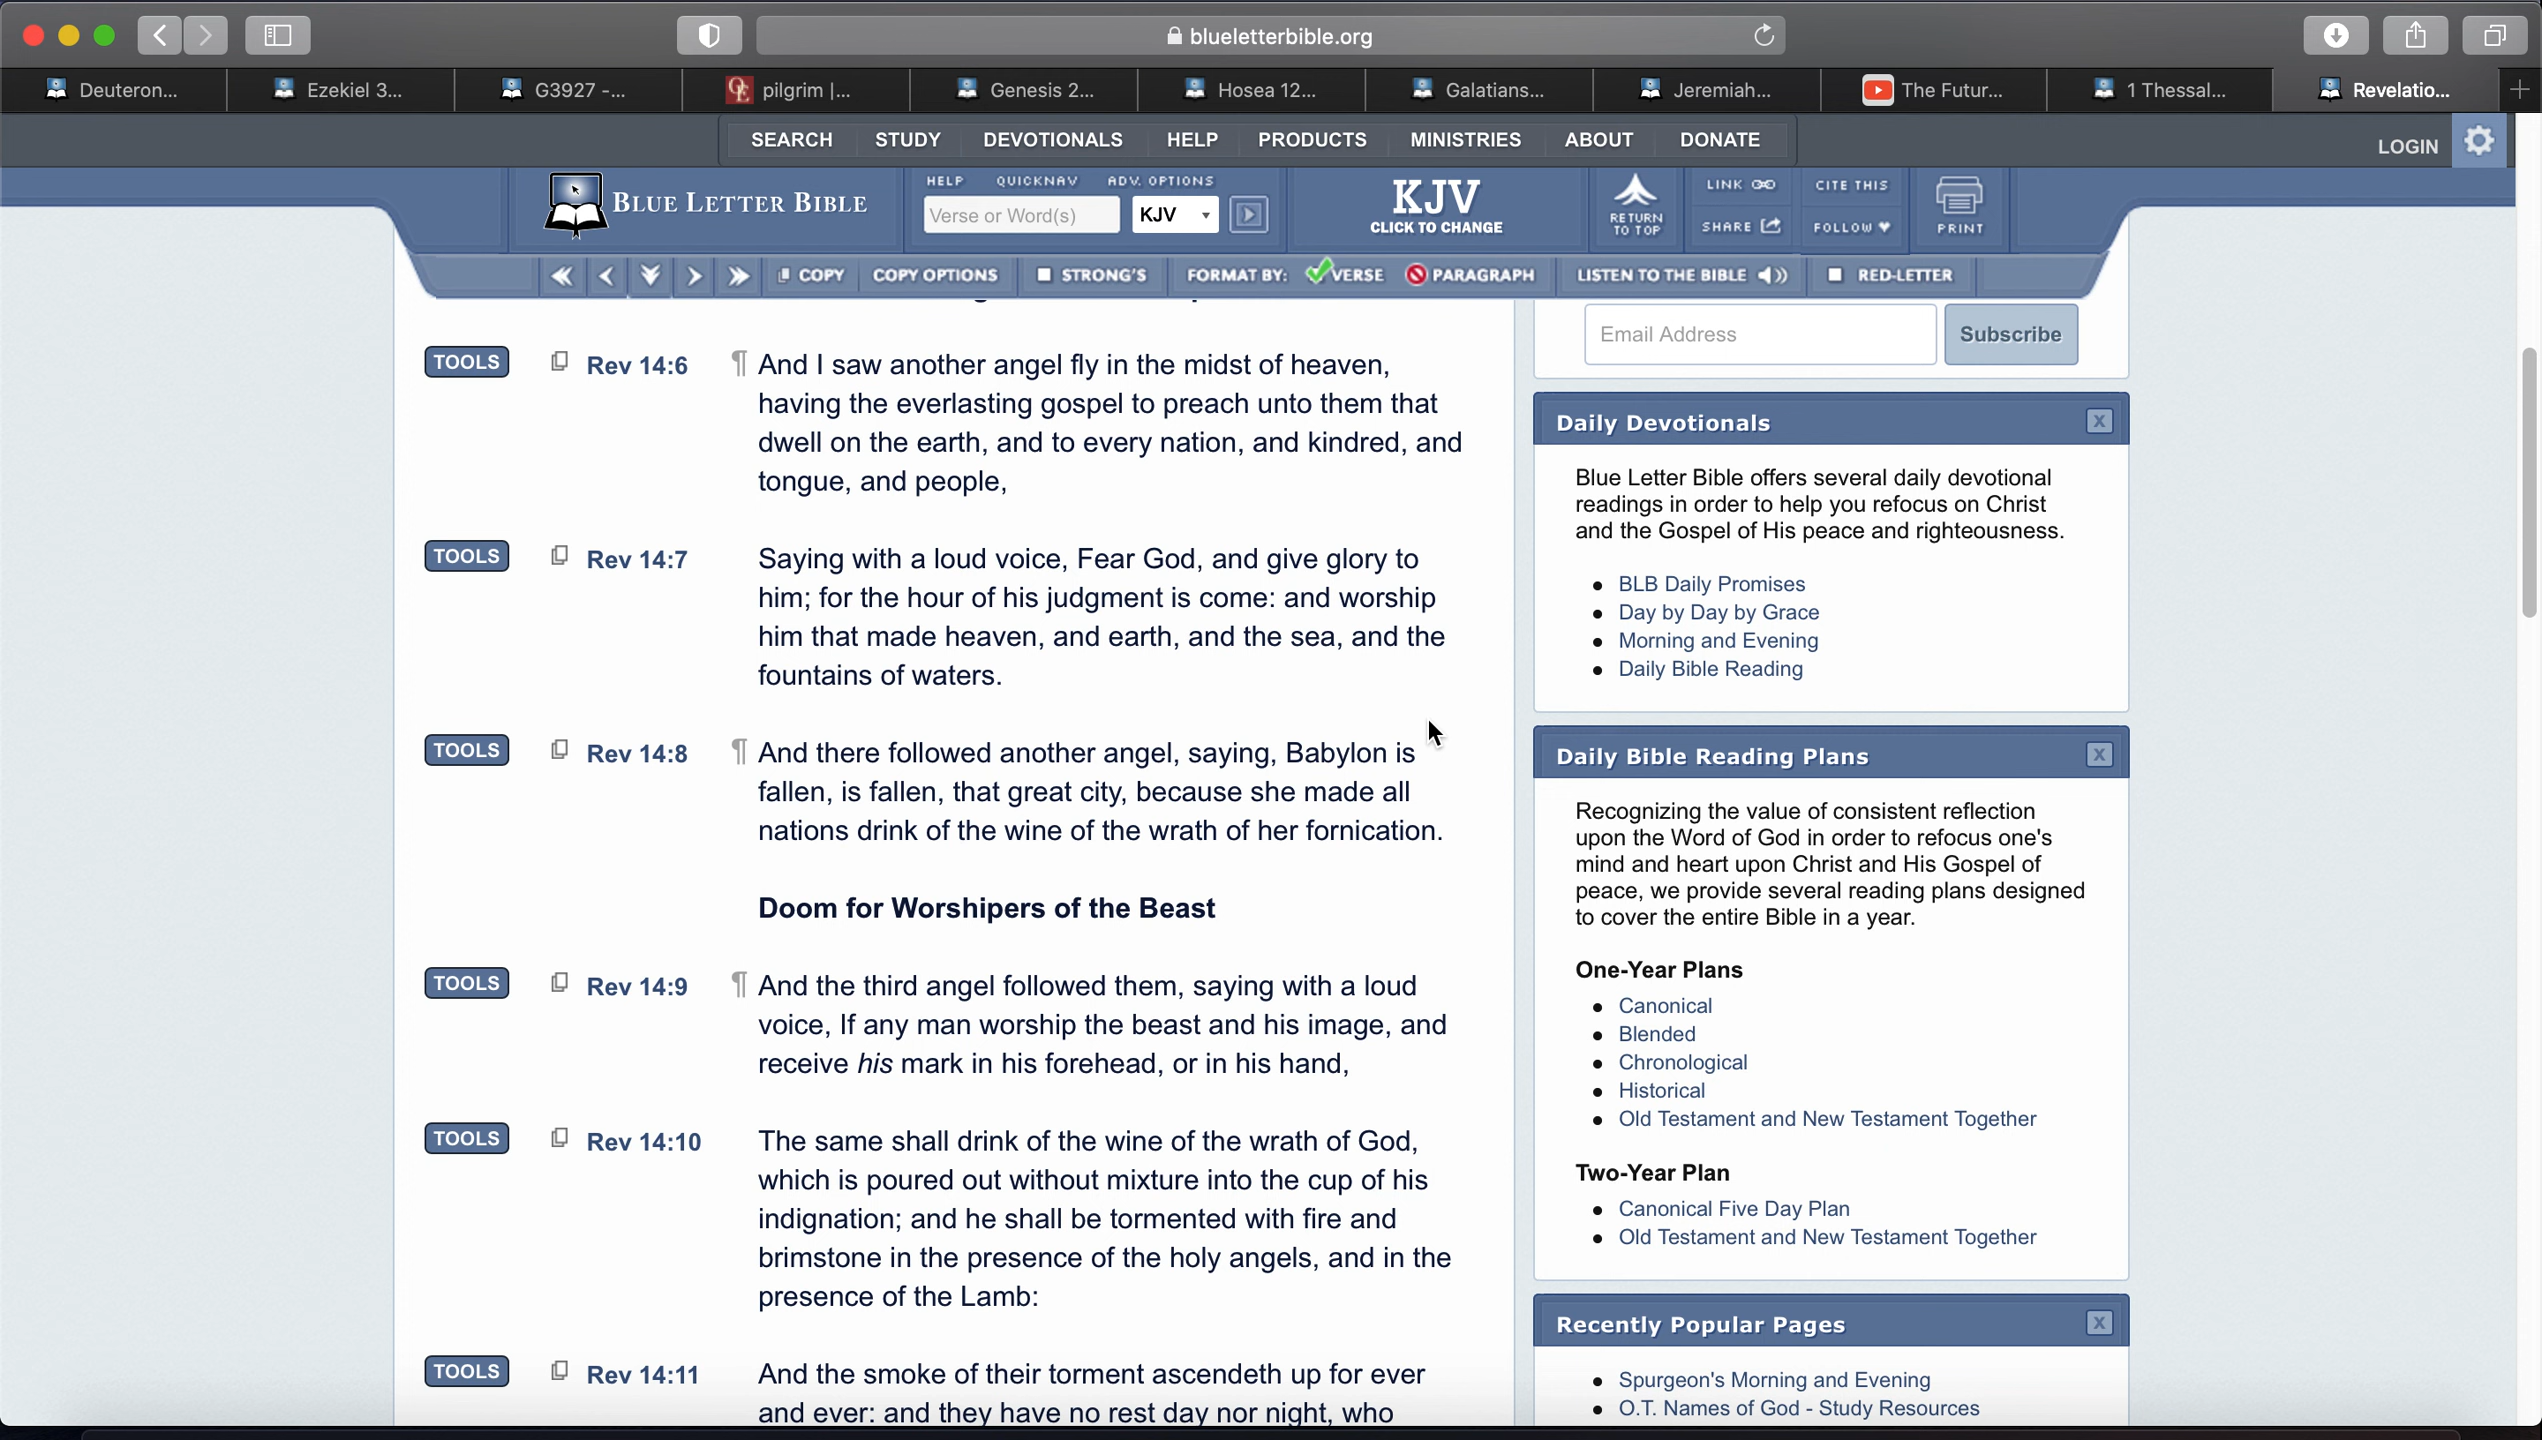 blueletterbible.org
Deuteron...
Ezekiel 3...
G3927 -...
OE pilgrim |...
Genesis 2...
Hosea 12...
Galatians...
Jeremiah...
The Futur...
1 Thessal...
Revelatio...
SEARCH STUDY DEVOTIONALS HELP PRODUCTS MINISTRIES ABOUT DONATE
LOGIN
BLUE LETTER BIBLE
HELP QUICKNAV ADV. OPTIONS
Verse or Word(s)
KJV
KJV
CLICK TO CHANGE
RETURN
TO TOP
LINK
SHARE
CITE THIS
FOLLOW
PRINT
COPY COPY OPTIONS STRONG'S FORMAT BY: VERSE PARAGRAPH LISTEN TO THE BIBLE RED-LETTER
TOOLS Rev 14:6 ¶ And I saw another angel fly in the midst of heaven,
having the everlasting gospel to preach unto them that
dwell on the earth, and to every nation, and kindred, and
tongue, and people,
TOOLS Rev 14:7 Saying with a loud voice, Fear God, and give glory to
him; for the hour of his judgment is come: and worship
him that made heaven, and earth, and the sea, and the
fountains of waters.
TOOLS Rev 14:8 ¶ And there followed another angel, saying, Babylon is
fallen, is fallen, that great city, because she made all
nations drink of the wine of the wrath of her fornication.
Doom for Worshipers of the Beast
TOOLS Rev 14:9 ¶ And the third angel followed them, saying with a loud
voice, If any man worship the beast and his image, and
receive his mark in his forehead, or in his hand,
TOOLS Rev 14:10 The same shall drink of the wine of the wrath of God,
which is poured out without mixture into the cup of his
indignation; and he shall be tormented with fire and
brimstone in the presence of the holy angels, and in the
presence of the Lamb:
TOOLS Rev 14:11 And the smoke of their torment ascendeth up for ever
and ever: and they have no rest day nor night, who
Email Address Subscribe
Daily Devotionals X
Blue Letter Bible offers several daily devotional
readings in order to help you refocus on Christ
and the Gospel of His peace and righteousness.
• BLB Daily Promises
• Day by Day by Grace
• Morning and Evening
• Daily Bible Reading
Daily Bible Reading Plans X
Recognizing the value of consistent reflection
upon the Word of God in order to refocus one's
mind and heart upon Christ and His Gospel of
peace, we provide several reading plans designed
to cover the entire Bible in a year.
One-Year Plans
• Canonical
• Blended
• Chronological
• Historical
• Old Testament and New Testament Together
Two-Year Plan
• Canonical Five Day Plan
• Old Testament and New Testament Together
Recently Popular Pages X
• Spurgeon's Morning and Evening
• O.T. Names of God - Study Resources